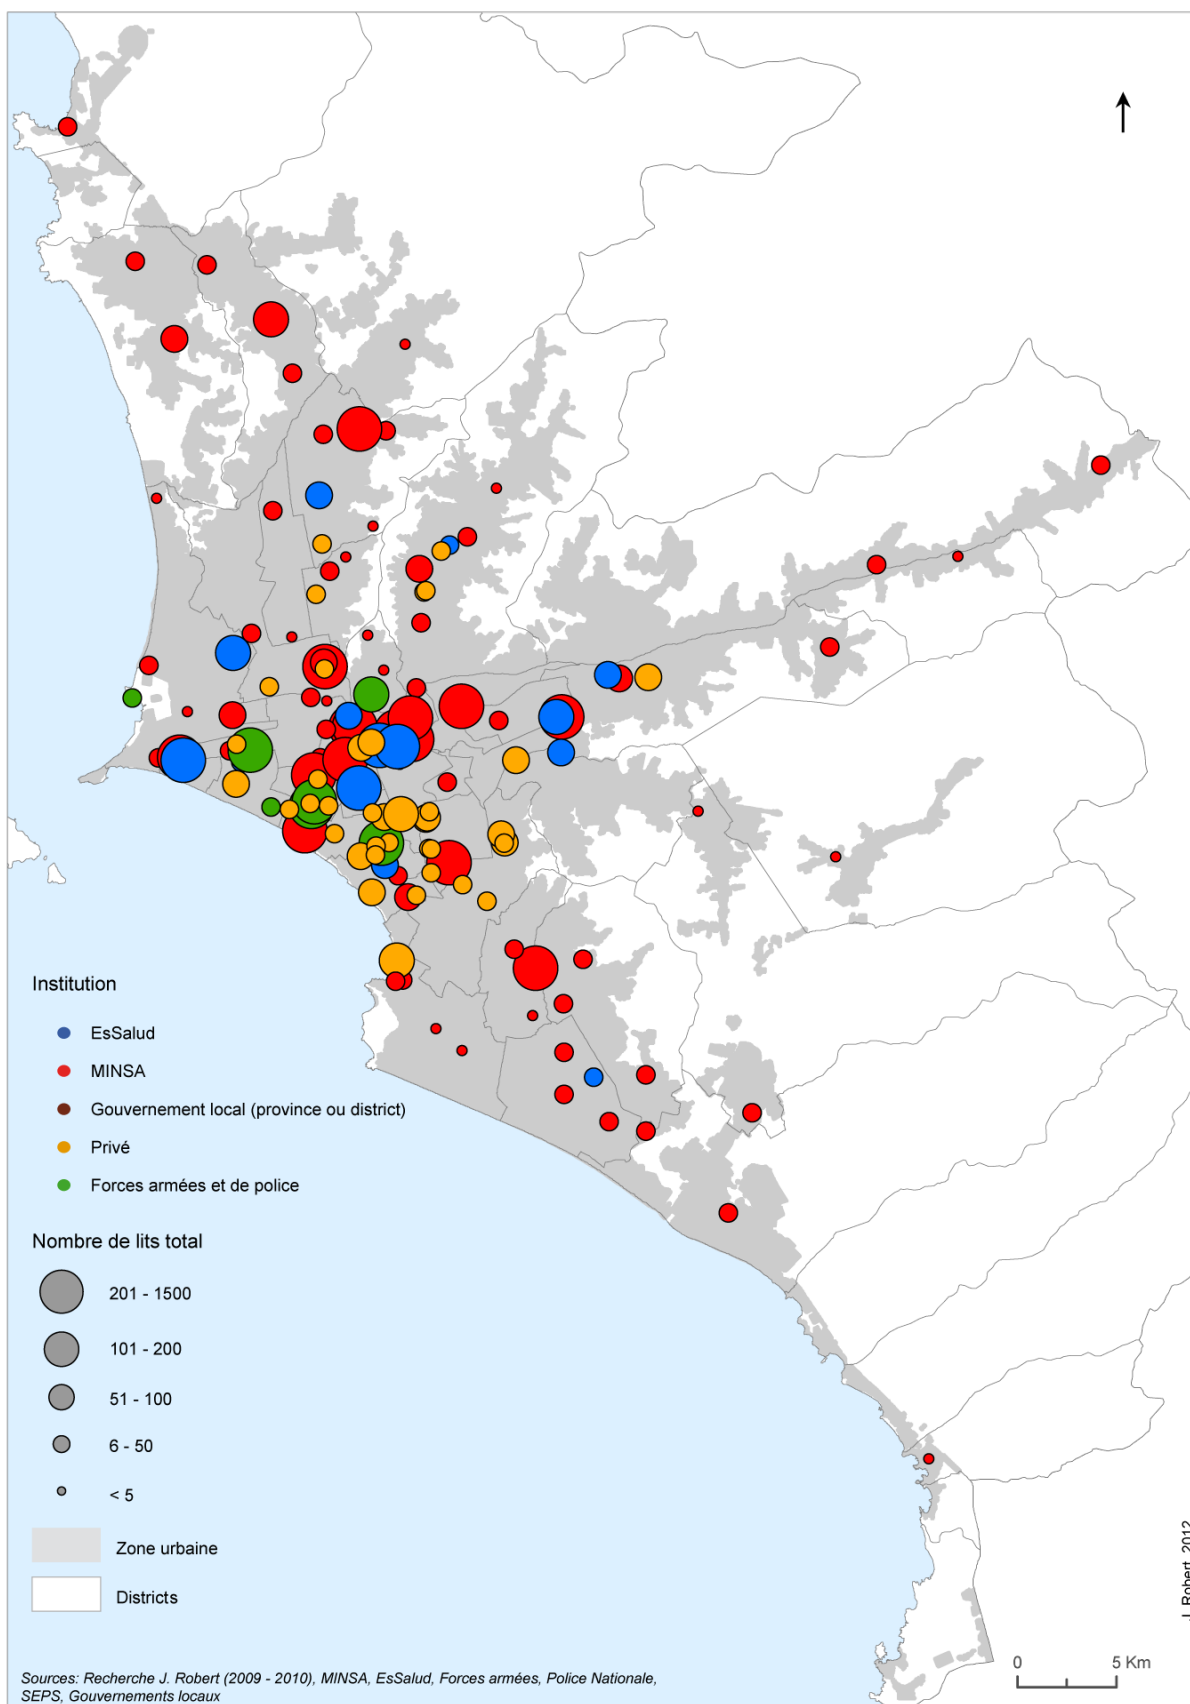 Institution
EsSalud
MINSA
Gouvernement local (province ou district)
Privé
Forces armées et de police
Nombre de lits total
201 - 1500
101 - 200
51 - 100
6 - 50
< 5
Zone urbaine
Districts
Sources: Recherche J. Robert (2009 - 2010), MINSA, EsSalud, Forces armées, Police Nationale,
SEPS, Gouvernements locaux
0 5 Km
J. Robert, 2012